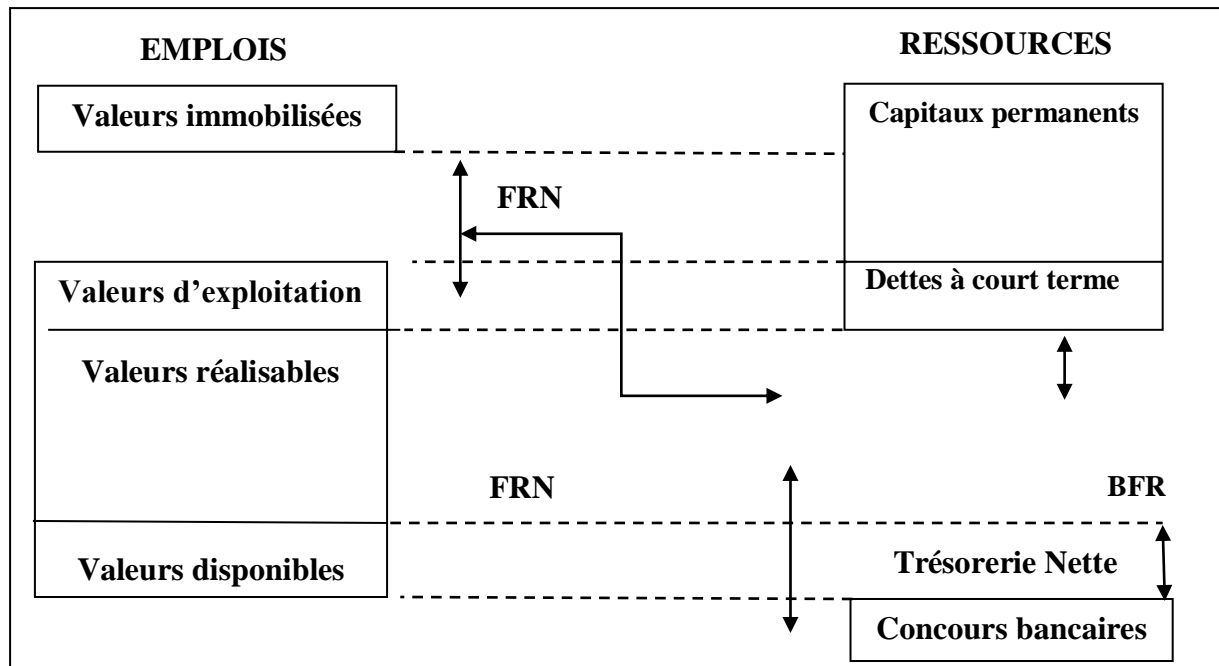 EMPLOIS
RESSOURCES
Valeurs immobilisées
Capitaux permanents
FRN
Valeurs d’exploitation
Dettes à court terme
Valeurs réalisables
FRN
BFR
Valeurs disponibles
Trésorerie Nette
Concours bancaires